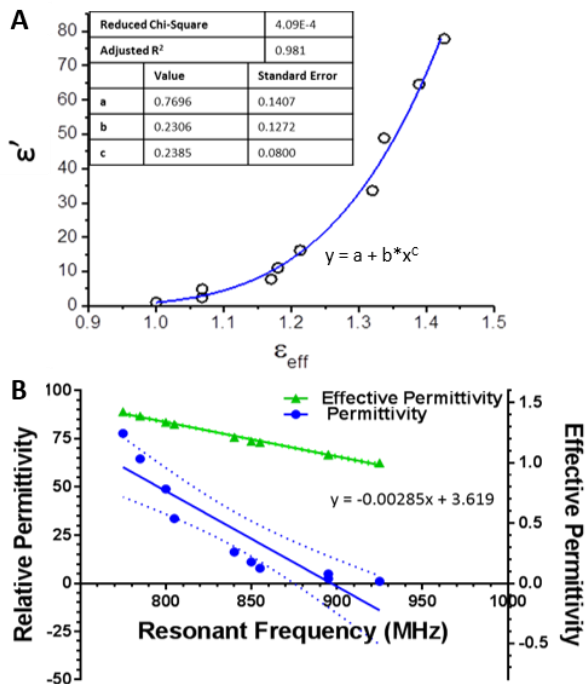 A
Reduced Chi-Square 4.09E-4
Adjusted R² 0.981
Value Standard Error
a 0.7696 0.1407
b 0.2306 0.1272
c 0.2385 0.0800
80
70
60
50
40
30
20
10
0
ε'
y = a + b*xᶜ
0.9 1.0 1.1 1.2 1.3 1.4 1.5
εeff
B
Effective Permittivity
Permittivity
y = -0.00285x + 3.619
100
75
50
25
0
-25
-50
Relative Permittivity
1.5
1.0
0.5
0.0
-0.5
Effective Permittivity
800 850 900 950 1000
Resonant Frequency (MHz)